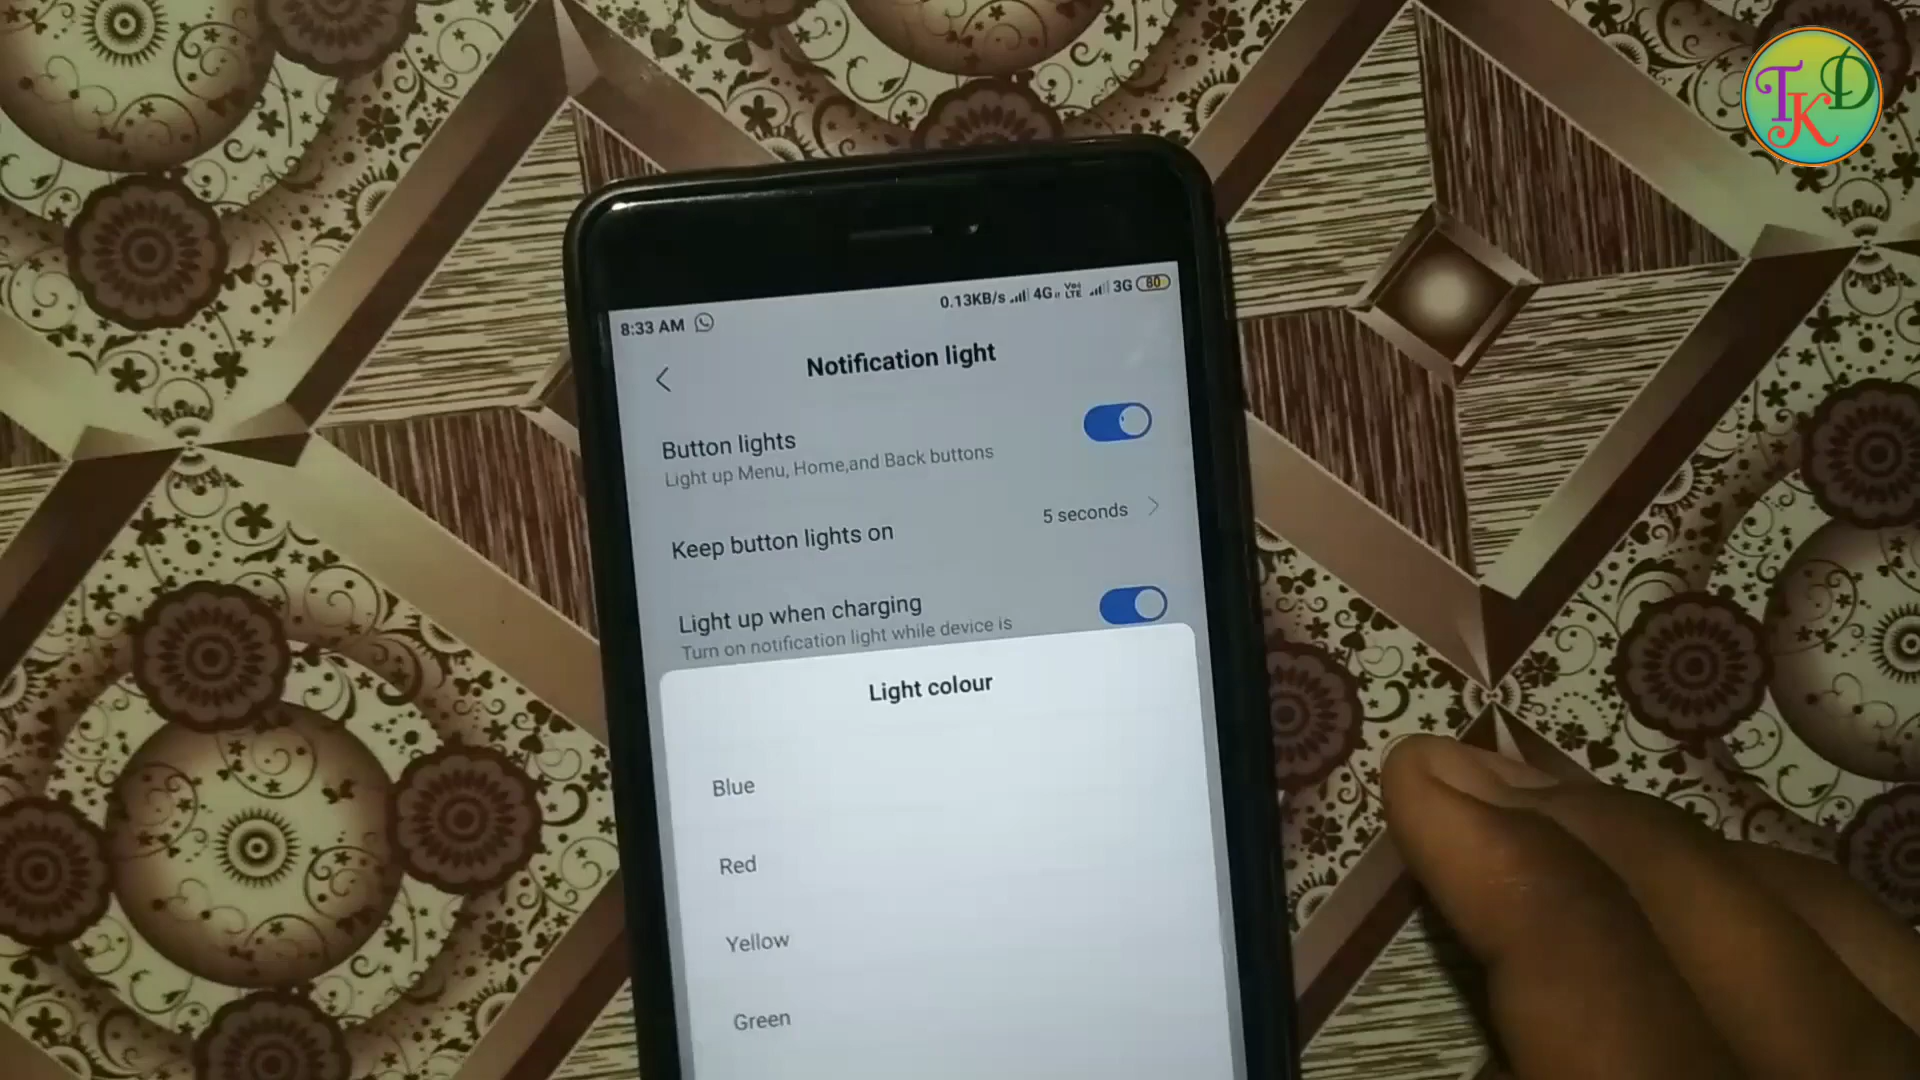 TKD
8:33 AM 0.13KB/s 4G VoLTE 3G 80
Notification light
Button lights
Light up Menu, Home,and Back buttons
Keep button lights on 5 seconds
Light up when charging
Turn on notification light while device is
Light colour
Blue
Red
Yellow
Green